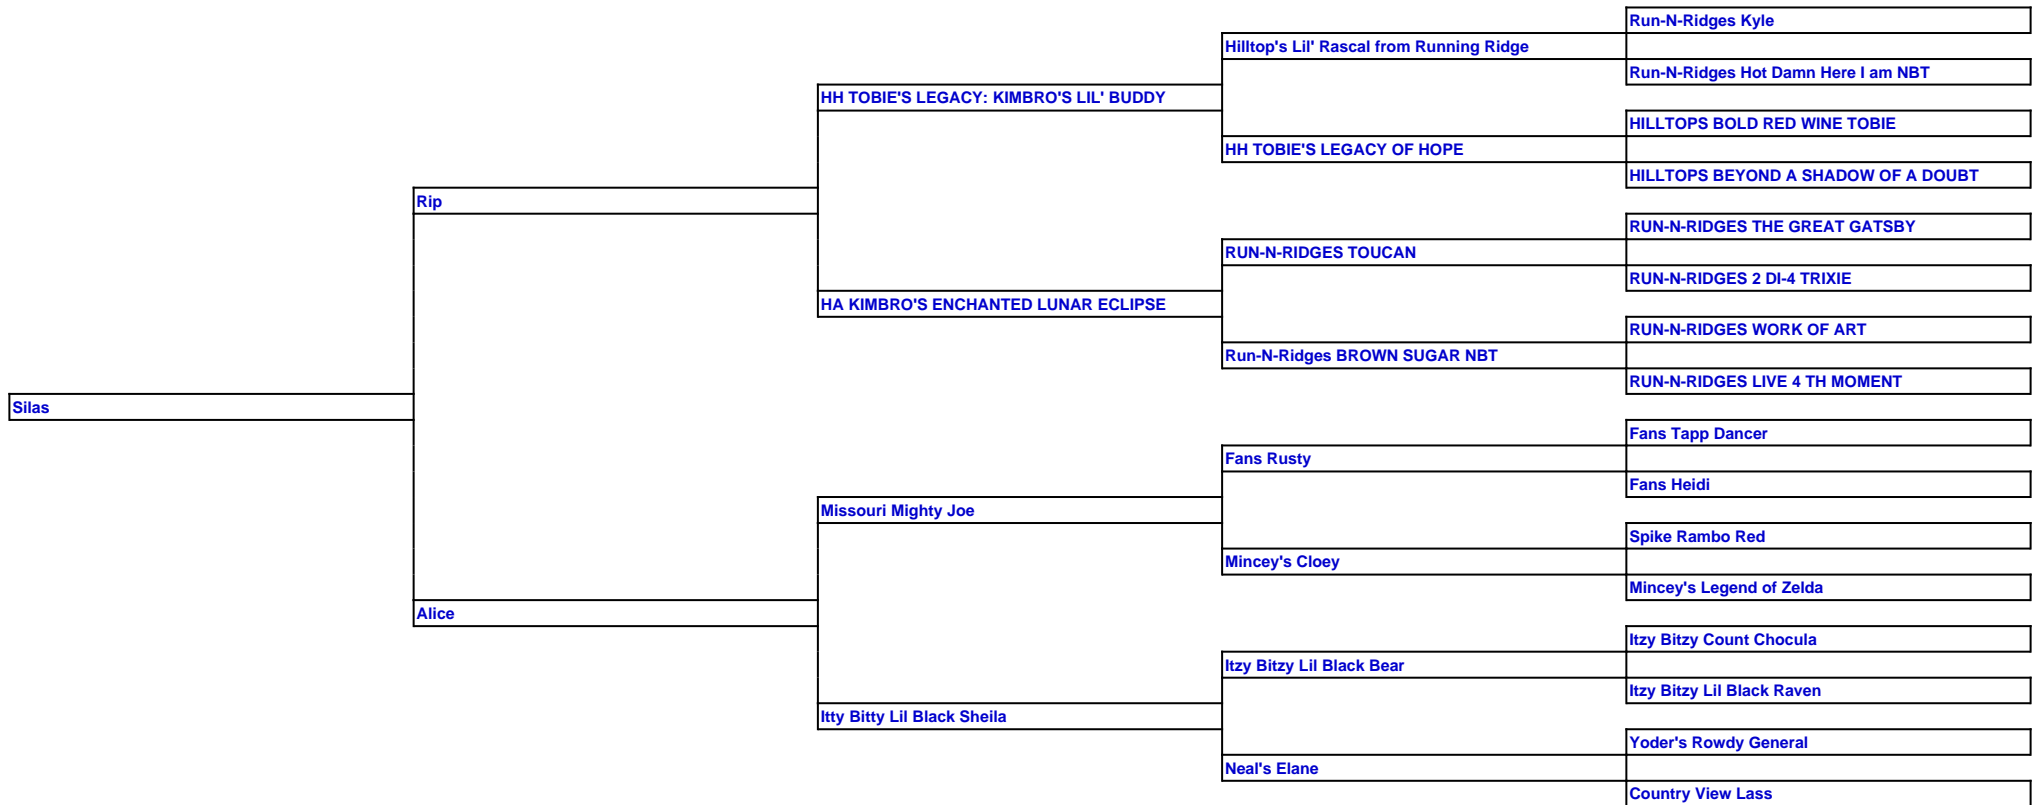 Run-N-Ridges Kyle
Hilltop's Lil' Rascal from Running Ridge
Run-N-Ridges Hot Damn Here I am NBT
HH TOBIE'S LEGACY: KIMBRO'S LIL' BUDDY
HILLTOPS BOLD RED WINE TOBIE
HH TOBIE'S LEGACY OF HOPE
HILLTOPS BEYOND A SHADOW OF A DOUBT
Rip
RUN-N-RIDGES THE GREAT GATSBY
RUN-N-RIDGES TOUCAN
RUN-N-RIDGES 2 DI-4 TRIXIE
HA KIMBRO'S ENCHANTED LUNAR ECLIPSE
RUN-N-RIDGES WORK OF ART
Run-N-Ridges BROWN SUGAR NBT
RUN-N-RIDGES LIVE 4 TH MOMENT
Silas
Fans Tapp Dancer
Fans Rusty
Fans Heidi
Missouri Mighty Joe
Spike Rambo Red
Mincey's Cloey
Mincey's Legend of Zelda
Alice
Itzy Bitzy Count Chocula
Itzy Bitzy Lil Black Bear
Itzy Bitzy Lil Black Raven
Itty Bitty Lil Black Sheila
Yoder's Rowdy General
Neal's Elane
Country View Lass